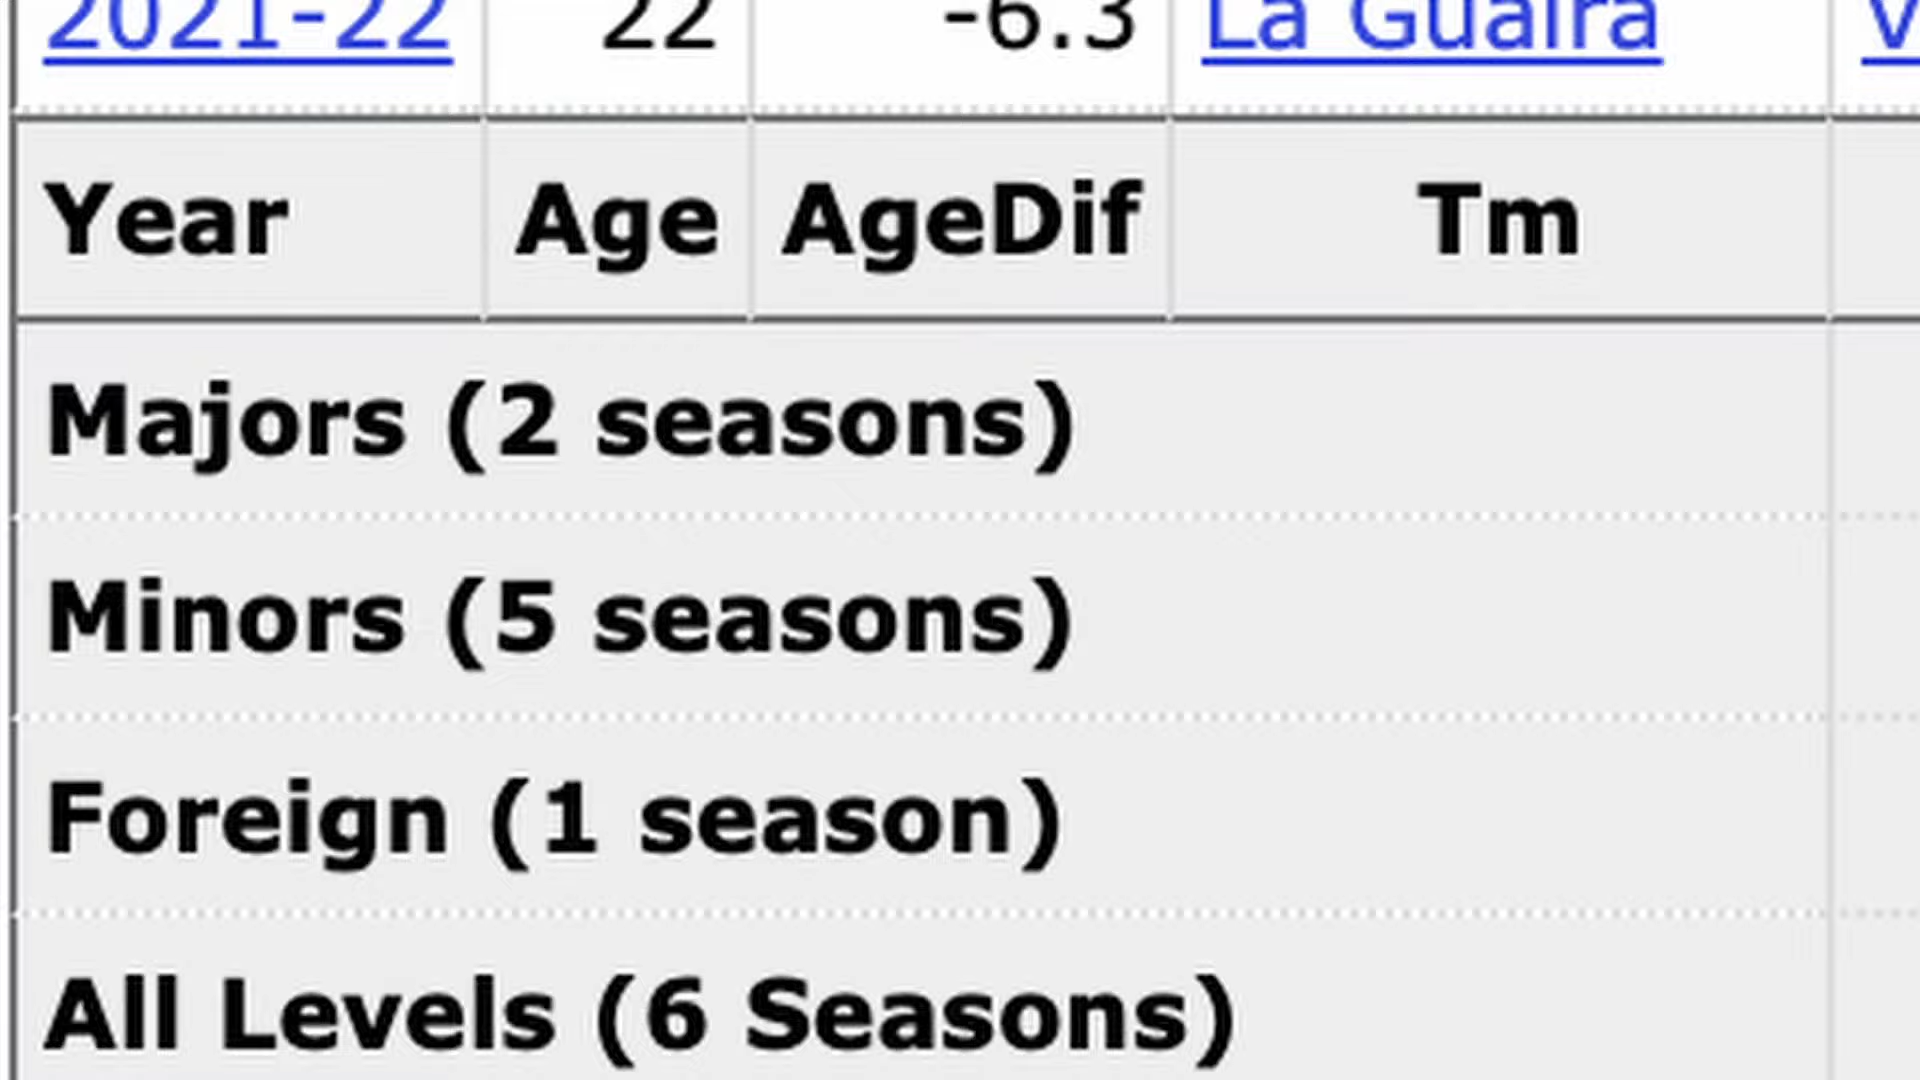 2021-22 22 -6.3 La Guaira
Year Age AgeDif Tm
Majors (2 seasons)
Minors (5 seasons)
Foreign (1 season)
All Levels (6 Seasons)